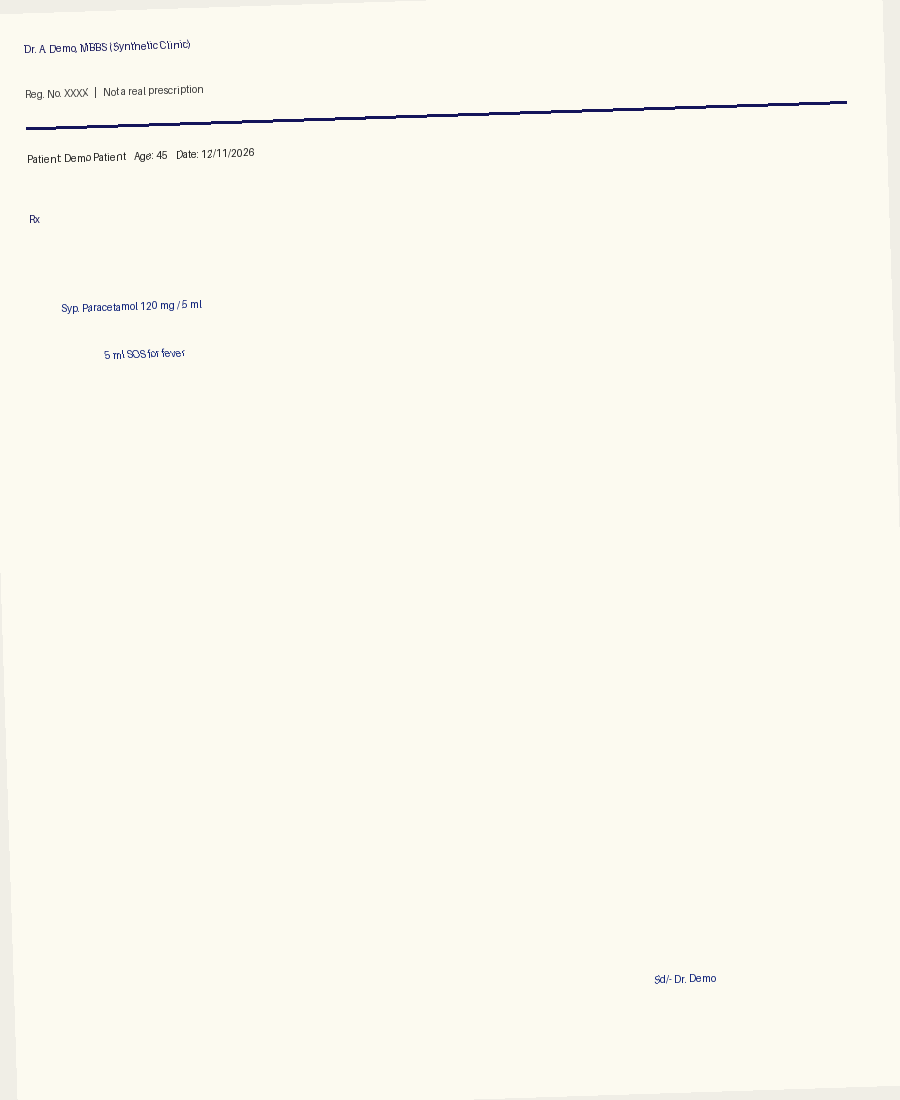 Dr. A. Demo, MBBS (Synthetic Clinic)
Reg. No. XXXX | Not a real prescription
Patient: Demo Patient Age: 45 Date: 12/11/2026
Rx
Syp. Paracetamol 120 mg / 5 ml
5 ml SOS for fever
Sd/- Dr. Demo